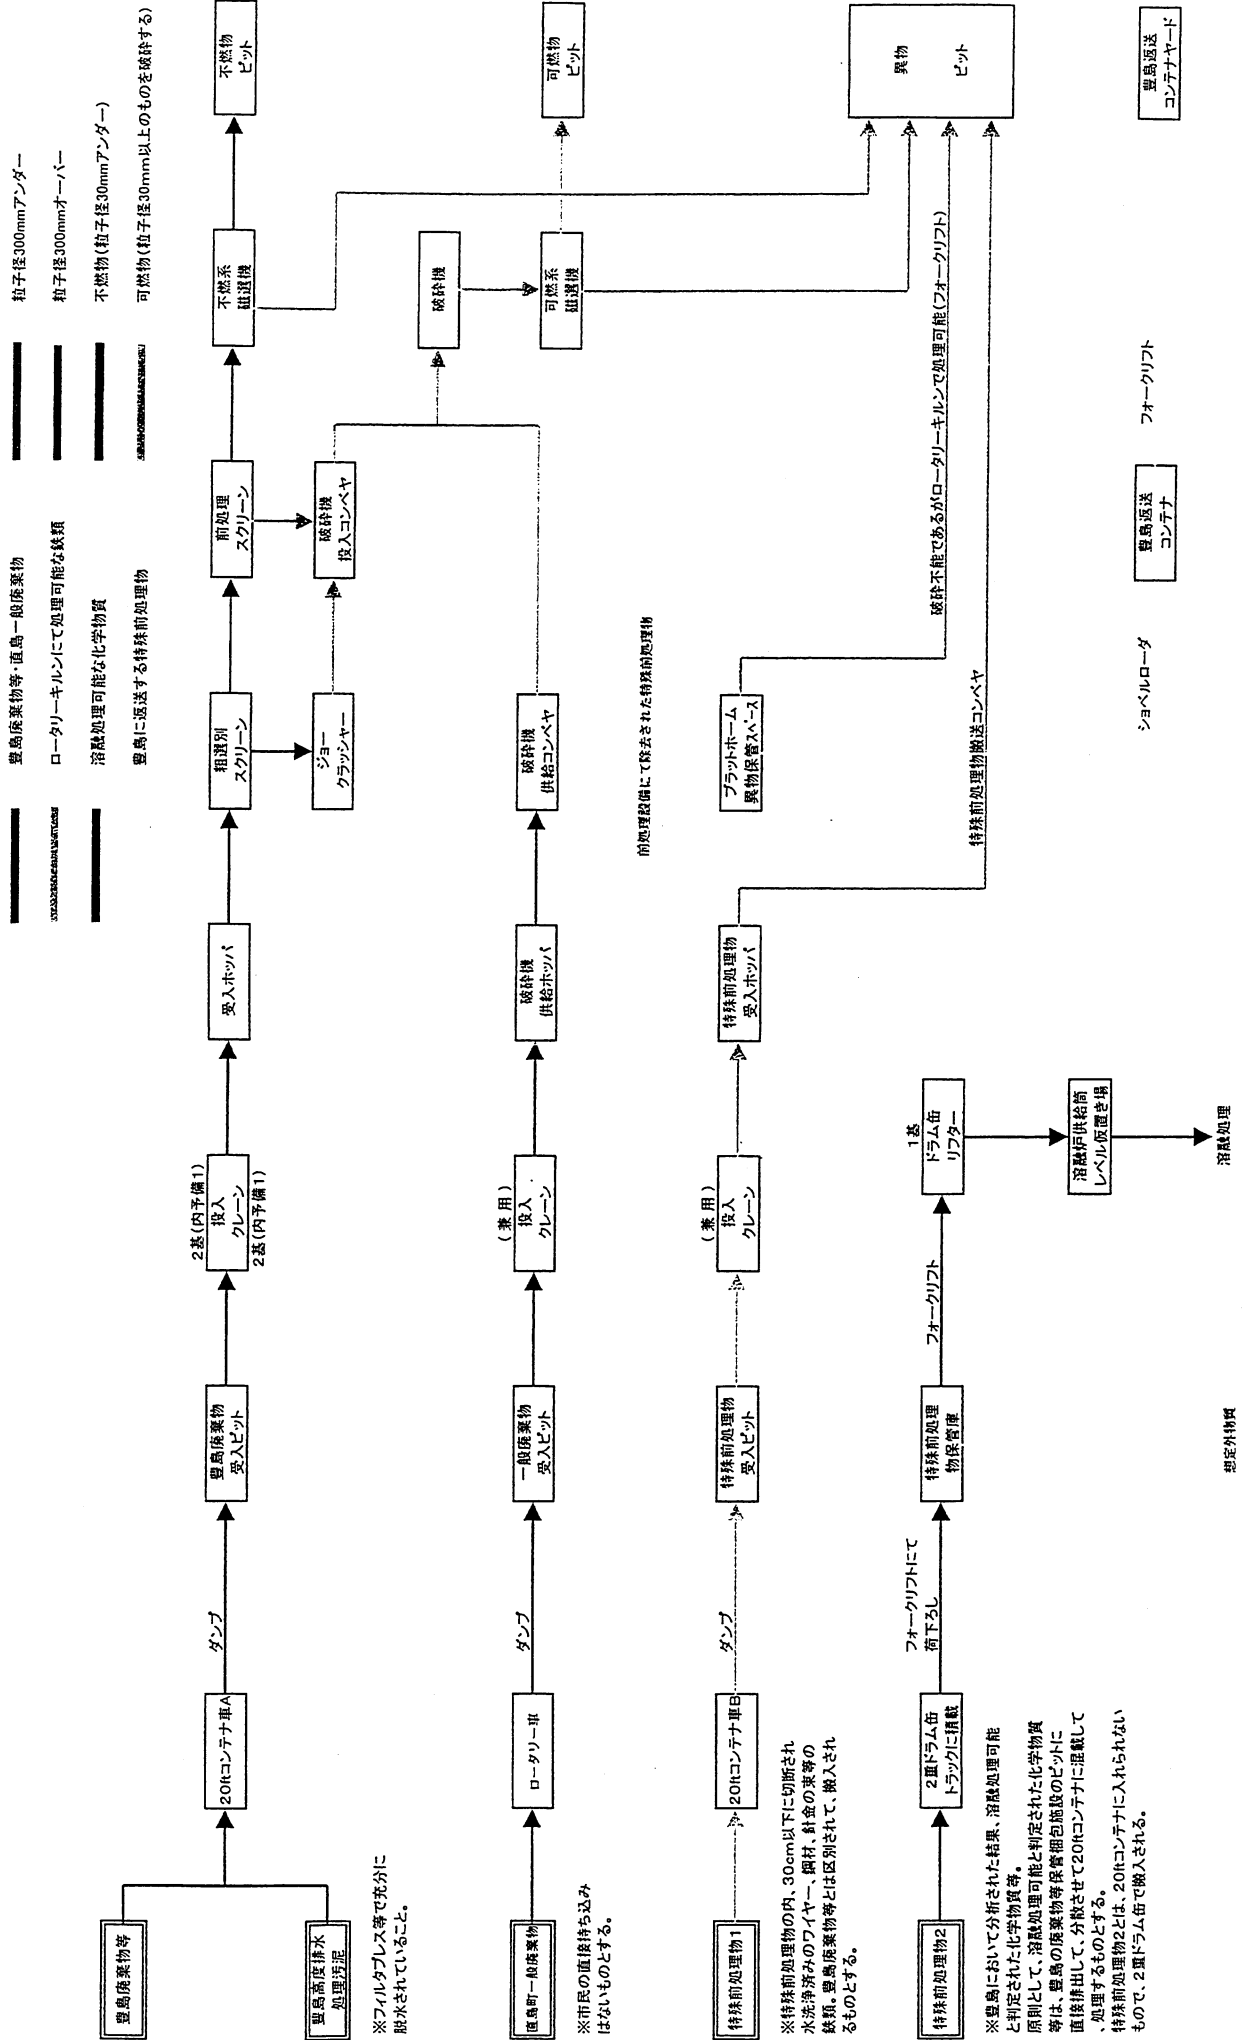 豊島廃棄物等・直島一般廃棄物
ロータリーキルンにて処理可能な鉄類
溶融処理可能な化学物質
豊島に返送する特殊前処理物
粒子径300mmアンダー
粒子径300mmオーバー
不燃物(粒子径30mmアンダー)
可燃物(粒子径30mm以上のものを破砕する)
豊島廃棄物等
豊島高度排水
処理汚泥
※フィルタプレス等で充分に
脱水されていること。
20ftコンテナ車A
ダンプ
豊島廃棄物
受入ピット
2基(内予備1)
投入
クレーン
2基(内予備1)
受入ホッパ
粗選別
スクリーン
ジョー
クラッシャー
前処理
スクリーン
破砕機
投入コンベヤ
不燃系
磁選機
不燃物
ピット
破砕機
可燃系
磁選機
可燃物
ピット
直島町一般廃棄物
※市民の直接持ち込み
はないものとする。
ロータリー車
ダンプ
一般廃棄物
受入ピット
(兼用)
投入
クレーン
破砕機
供給ホッパ
破砕機
供給コンベヤ
前処理設備にて除去された特殊前処理物
プラットホーム
異物保管スペース
破砕不能であるがロータリーキルンで処理可能(フォークリフト)
異物
ピット
特殊前処理物1
※特殊前処理物の内、30cm以下に切断され
水洗浄済みのワイヤー、鋼材、針金の束等の
鉄類。豊島廃棄物等とは区別されて、搬入され
るものとする。
20ftコンテナ車B
ダンプ
特殊前処理物
受入ピット
(兼用)
投入
クレーン
特殊前処理物
受入ホッパ
特殊前処理物搬送コンベヤ
特殊前処理物2
※豊島において分析された結果、溶融処理可能
と判定された化学物質等。
原則として、溶融処理可能と判定された化学物質
等は、豊島の廃棄物等保管梱包施設のピットに
直接排出して、分散させて20ftコンテナに混載して
、処理するものとする。
特殊前処理物2とは、20ftコンテナに入れられない
もので、2重ドラム缶で搬入される。
2重ドラム缶
トラックに積載
フォークリフトにて
荷下ろし
特殊前処理
物保管庫
フォークリフト
1基
ドラム缶
リフター
溶融炉供給筒
レベル仮置き場
溶融処理
想定外物質
ショベルローダ
豊島返送
コンテナ
フォークリフト
豊島返送
コンテナヤード